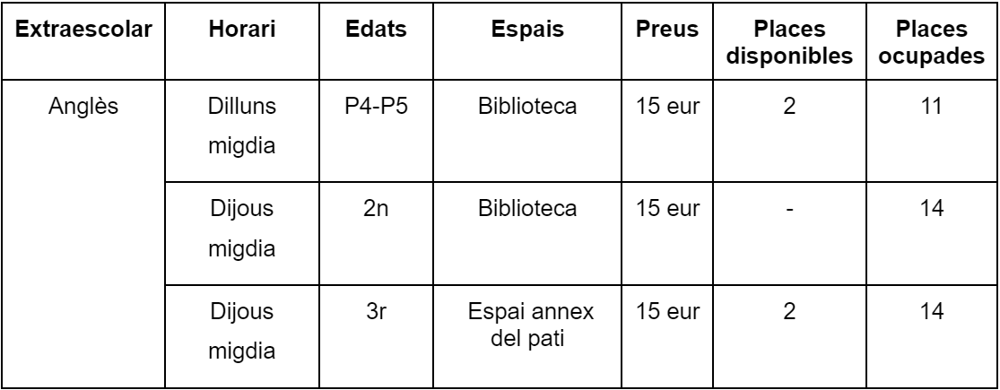 Extraescolar Horari Edats Espais Preus Places disponibles Places ocupades
Anglès Dilluns migdia P4-P5 Biblioteca 15 eur 2 11
Dijous migdia 2n Biblioteca 15 eur - 14
Dijous migdia 3r Espai annex del pati 15 eur 2 14